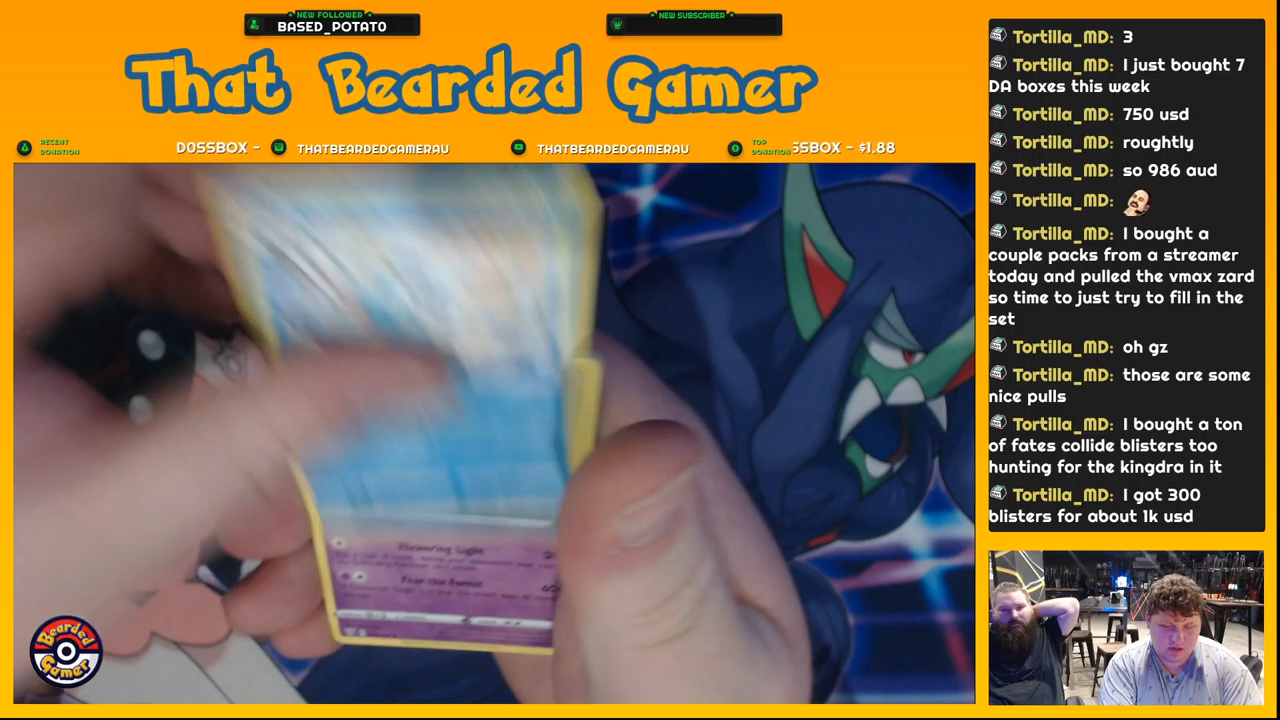 NEW FOLLOWER
BASED_POTAT0
NEW SUBSCRIBER
That Bearded Gamer
RECENT
DONATION
D0SSBOX -
THATBEARDEDGAMERAU
THATBEARDEDGAMERAU
TOP
DONATION
SSBOX - $1.88
Tortilla_MD: 3
Tortilla_MD: I just bought 7
DA boxes this week
Tortilla_MD: 750 usd
Tortilla_MD: roughtly
Tortilla_MD: so 986 aud
Tortilla_MD:
Tortilla_MD: I bought a
couple packs from a streamer
today and pulled the vmax zard
so time to just try to fill in the
set
Tortilla_MD: oh gz
Tortilla_MD: those are some
nice pulls
Tortilla_MD: I bought a ton
of fates collide blisters too
hunting for the kingdra in it
Tortilla_MD: I got 300
blisters for about 1k usd
Light
60
Bearded
Gamer